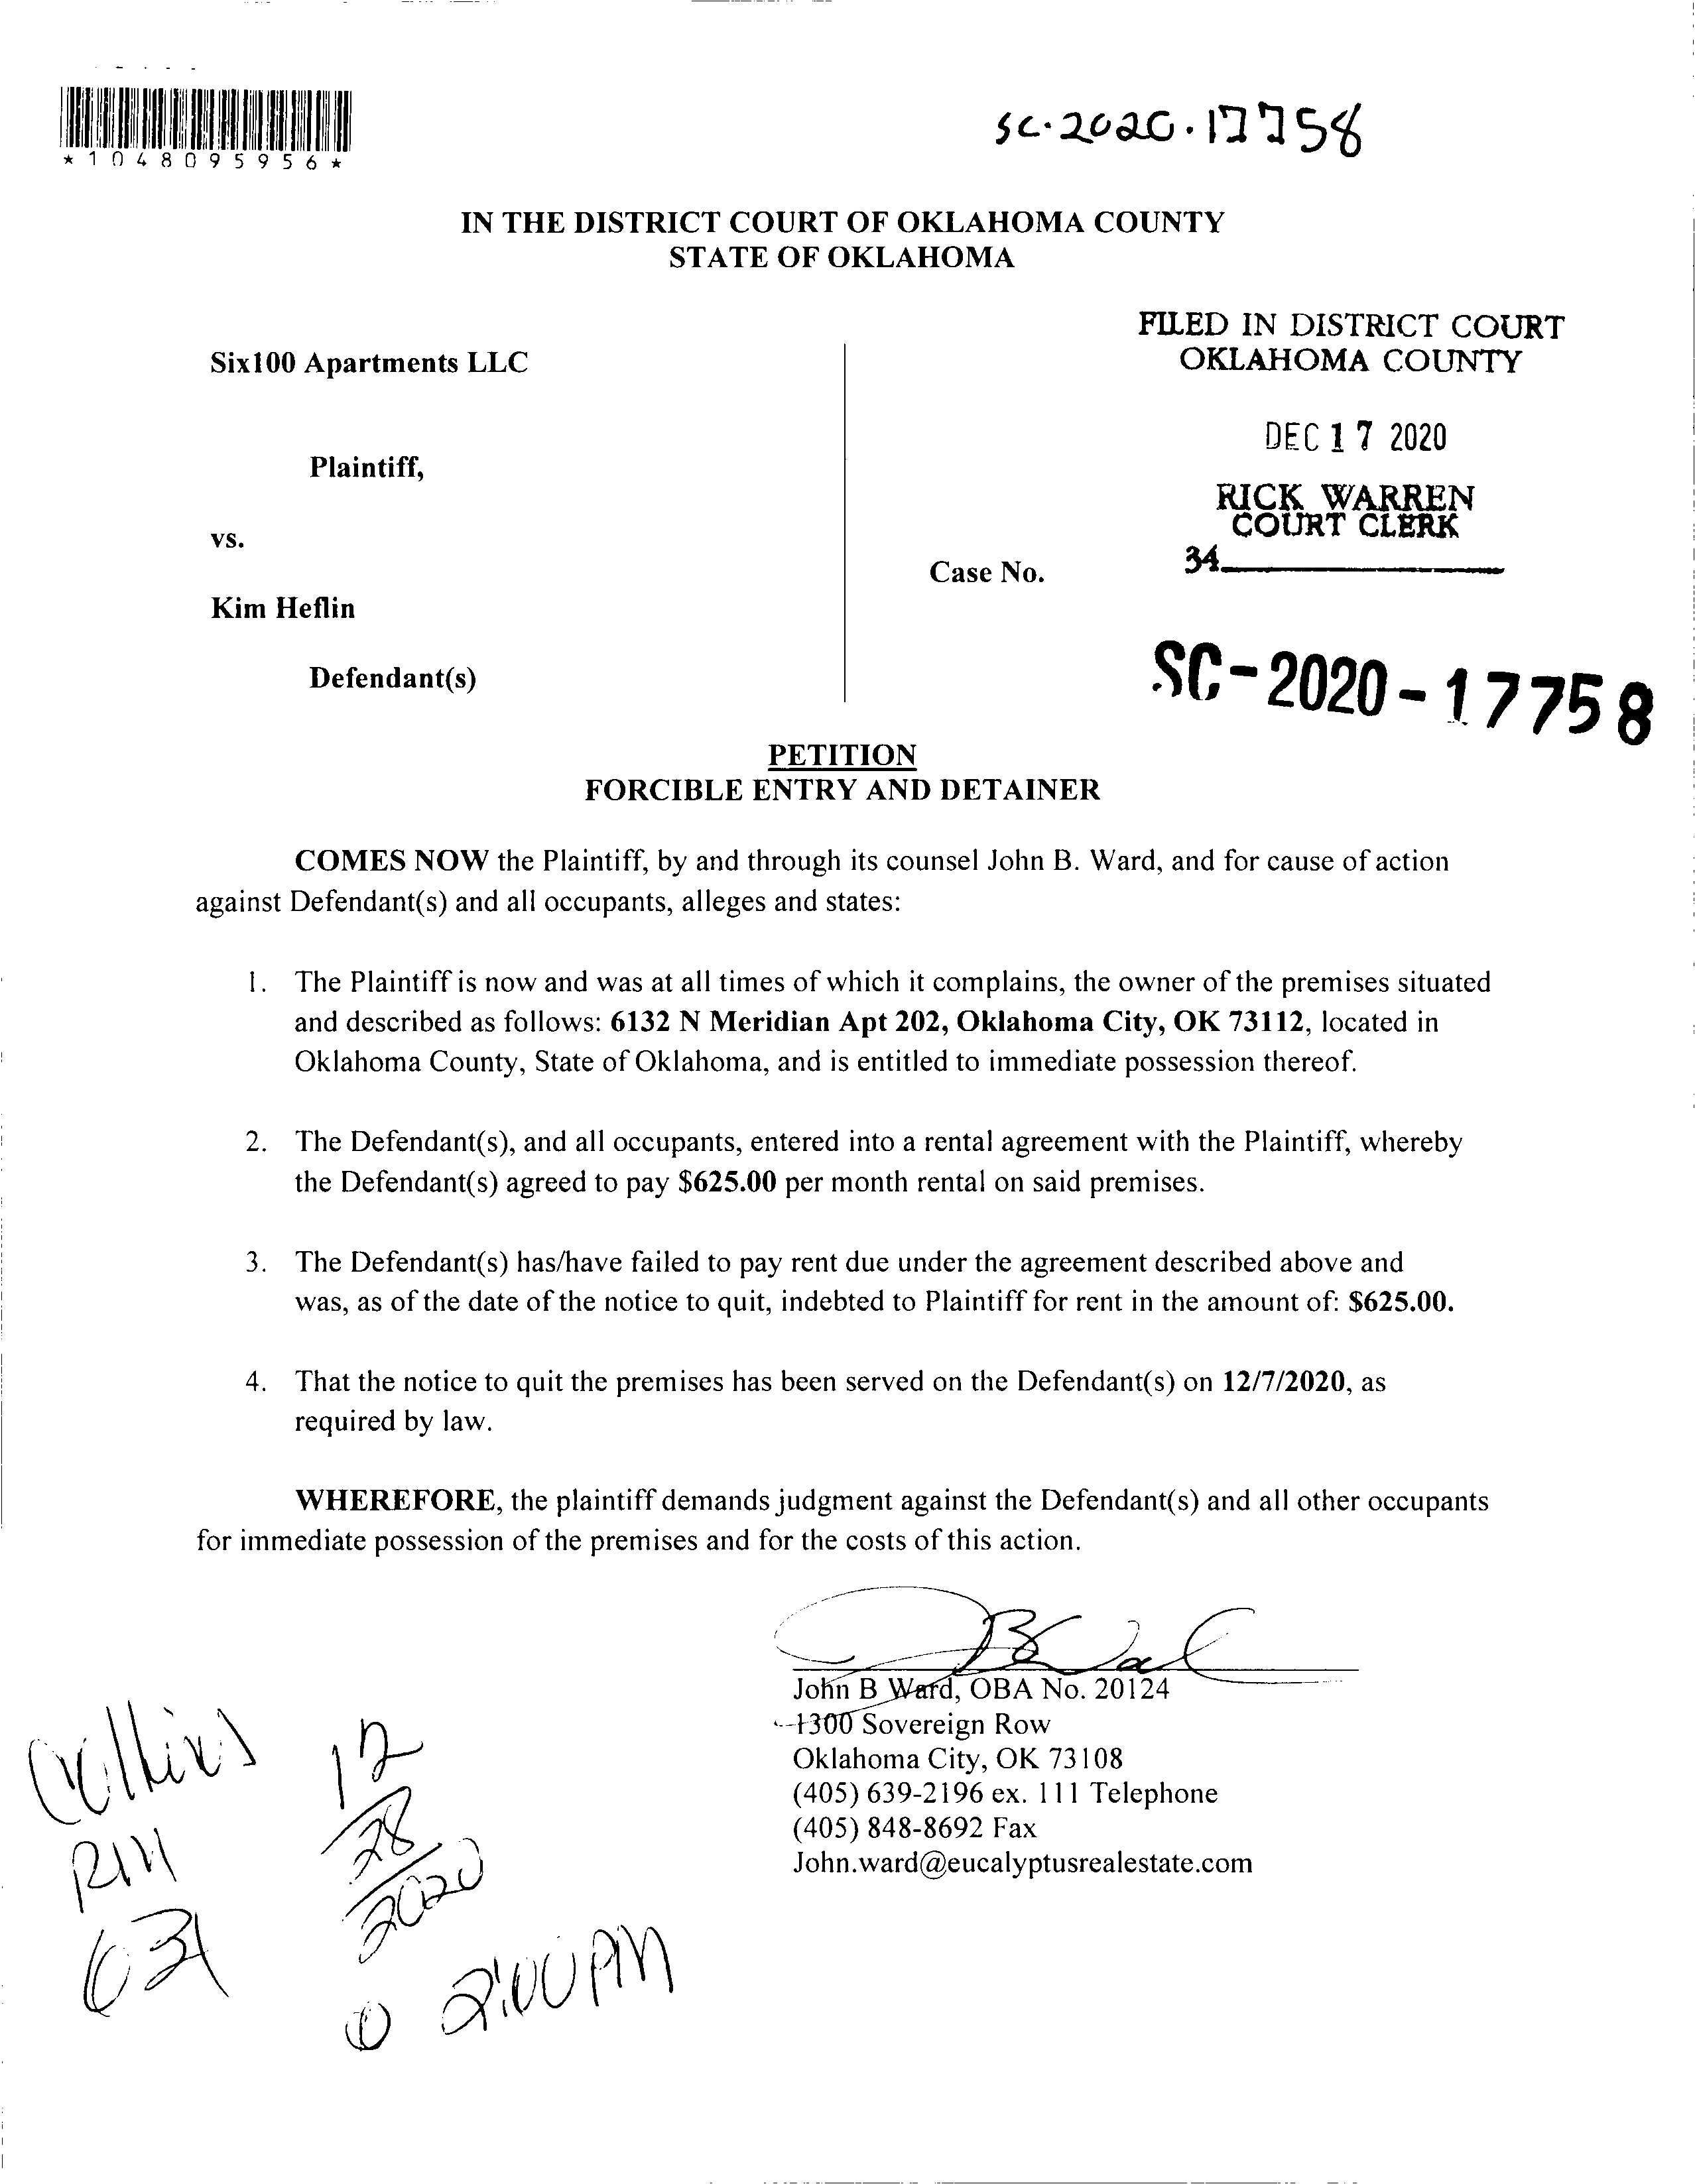 *1048095956*
SC-2020-17758
IN THE DISTRICT COURT OF OKLAHOMA COUNTY
STATE OF OKLAHOMA
FILED IN DISTRICT COURT
OKLAHOMA COUNTY
Six100 Apartments LLC
DEC 17 2020
Plaintiff,
RICK WARREN
COURT CLERK
vs.
34
Case No.
Kim Heflin
SC-2020-17758
Defendant(s)
PETITION
FORCIBLE ENTRY AND DETAINER
COMES NOW the Plaintiff, by and through its counsel John B. Ward, and for cause of action
against Defendant(s) and all occupants, alleges and states:
1. The Plaintiff is now and was at all times of which it complains, the owner of the premises situated
and described as follows: 6132 N Meridian Apt 202, Oklahoma City, OK 73112, located in
Oklahoma County, State of Oklahoma, and is entitled to immediate possession thereof.
2. The Defendant(s), and all occupants, entered into a rental agreement with the Plaintiff, whereby
the Defendant(s) agreed to pay $625.00 per month rental on said premises.
3. The Defendant(s) has/have failed to pay rent due under the agreement described above and
was, as of the date of the notice to quit, indebted to Plaintiff for rent in the amount of: $625.00.
4. That the notice to quit the premises has been served on the Defendant(s) on 12/7/2020, as
required by law.
WHEREFORE, the plaintiff demands judgment against the Defendant(s) and all other occupants
for immediate possession of the premises and for the costs of this action.
John B Ward, OBA No. 20124
1300 Sovereign Row
Oklahoma City, OK 73108
(405) 639-2196 ex. 111 Telephone
(405) 848-8692 Fax
John.ward@eucalyptusrealestate.com
Collins
RM
12
28
2020
@ 2:00 PM